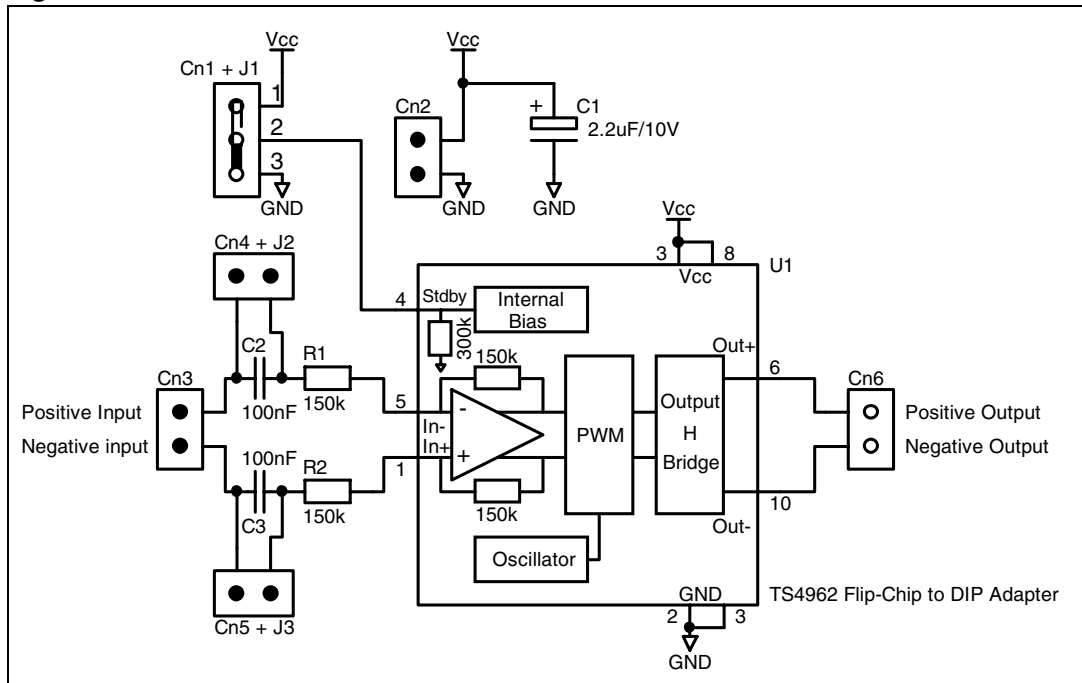 Vcc
Cn1 + J1
1
2
3
GND
Vcc
Cn2
+
C1
2.2uF/10V
GND
GND
Vcc
3
8
Vcc
U1
Cn4 + J2
4
Stdby
Internal
Bias
300k
150k
Out+
6
C2
R1
Cn3
100nF
150k
5
-
In-
Cn6
Positive Input
Output
Positive Output
PWM
H
Negative input
In+
+
Negative Output
100nF
R2
1
Bridge
C3
150k
150k
10
Out-
Oscillator
Cn5 + J3
GND
TS4962 Flip-Chip to DIP Adapter
2
3
GND